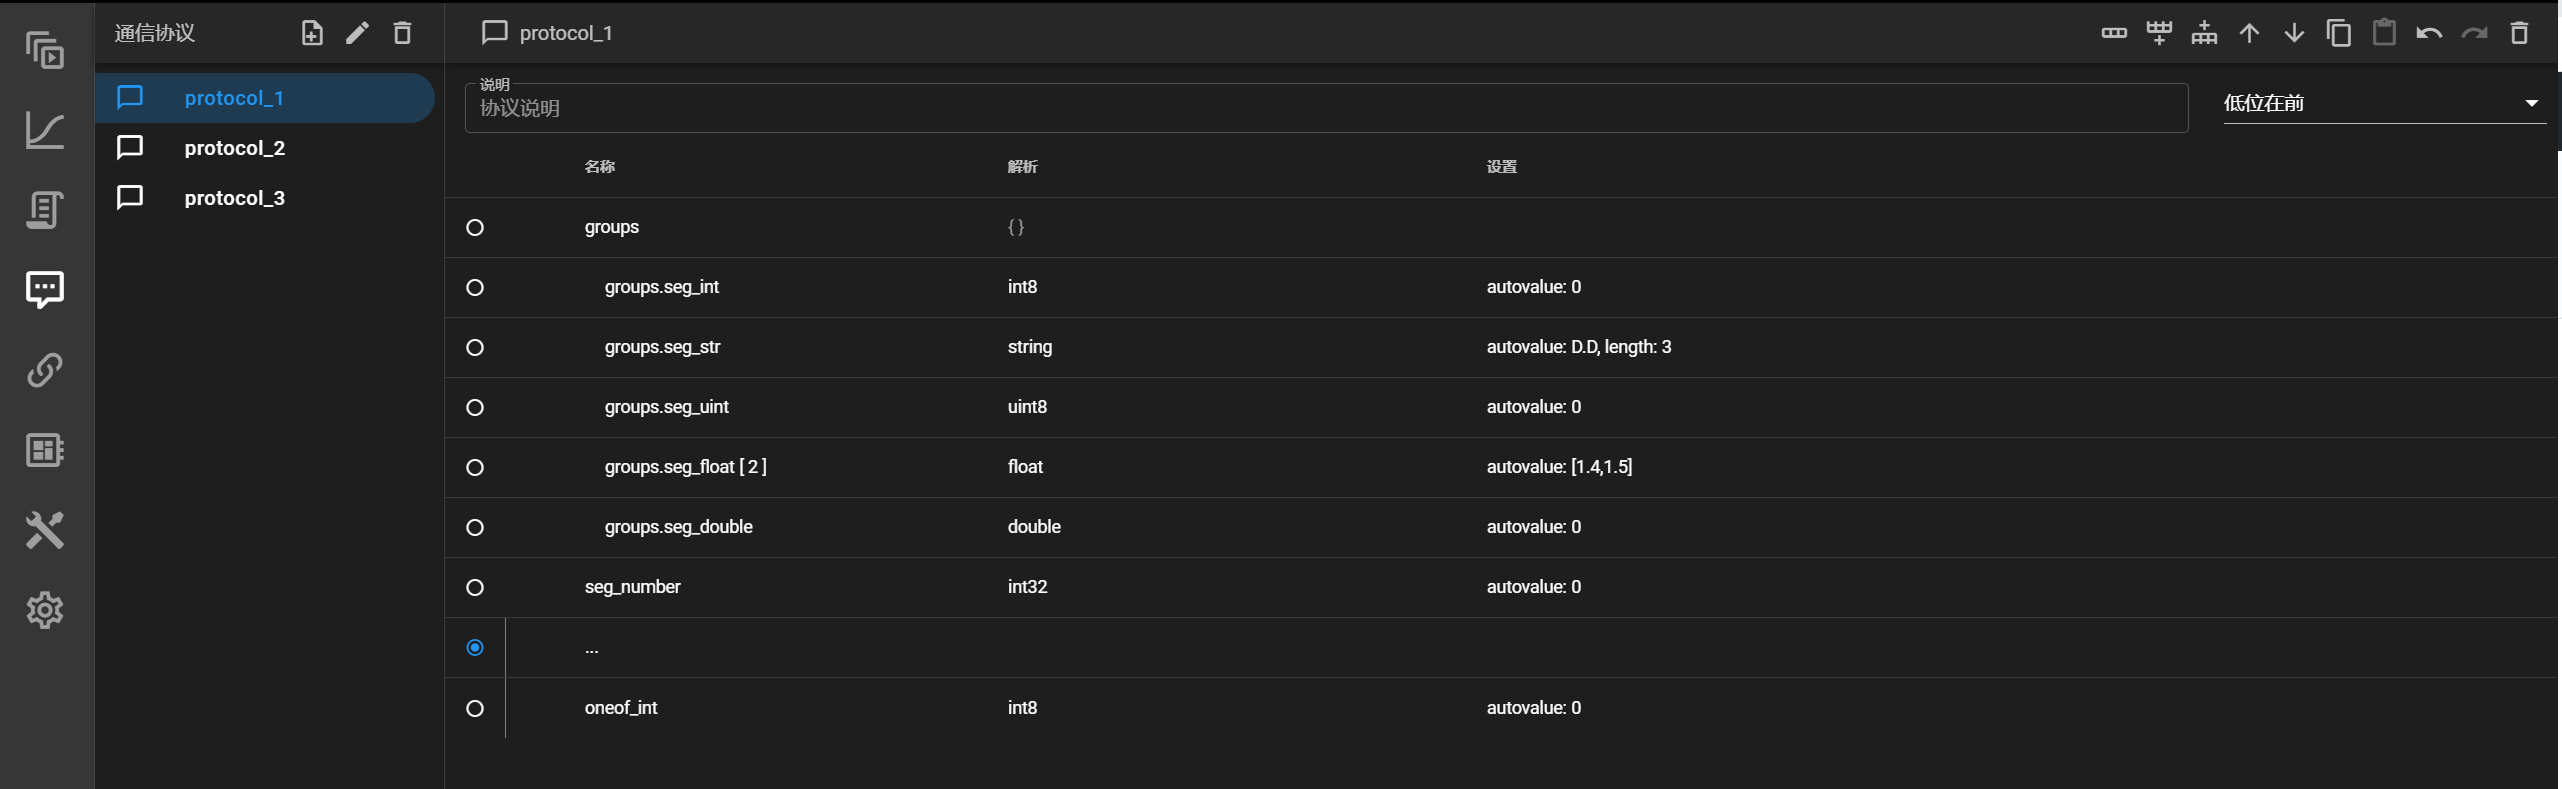 通信协议
protocol_1
protocol_2
protocol_3
protocol_1
说明
协议说明
低位在前
名称 解析 设置
groups { }
groups.seg_int int8 autovalue: 0
groups.seg_str string autovalue: D.D, length: 3
groups.seg_uint uint8 autovalue: 0
groups.seg_float [ 2 ] float autovalue: [1.4,1.5]
groups.seg_double double autovalue: 0
seg_number int32 autovalue: 0
...
oneof_int int8 autovalue: 0